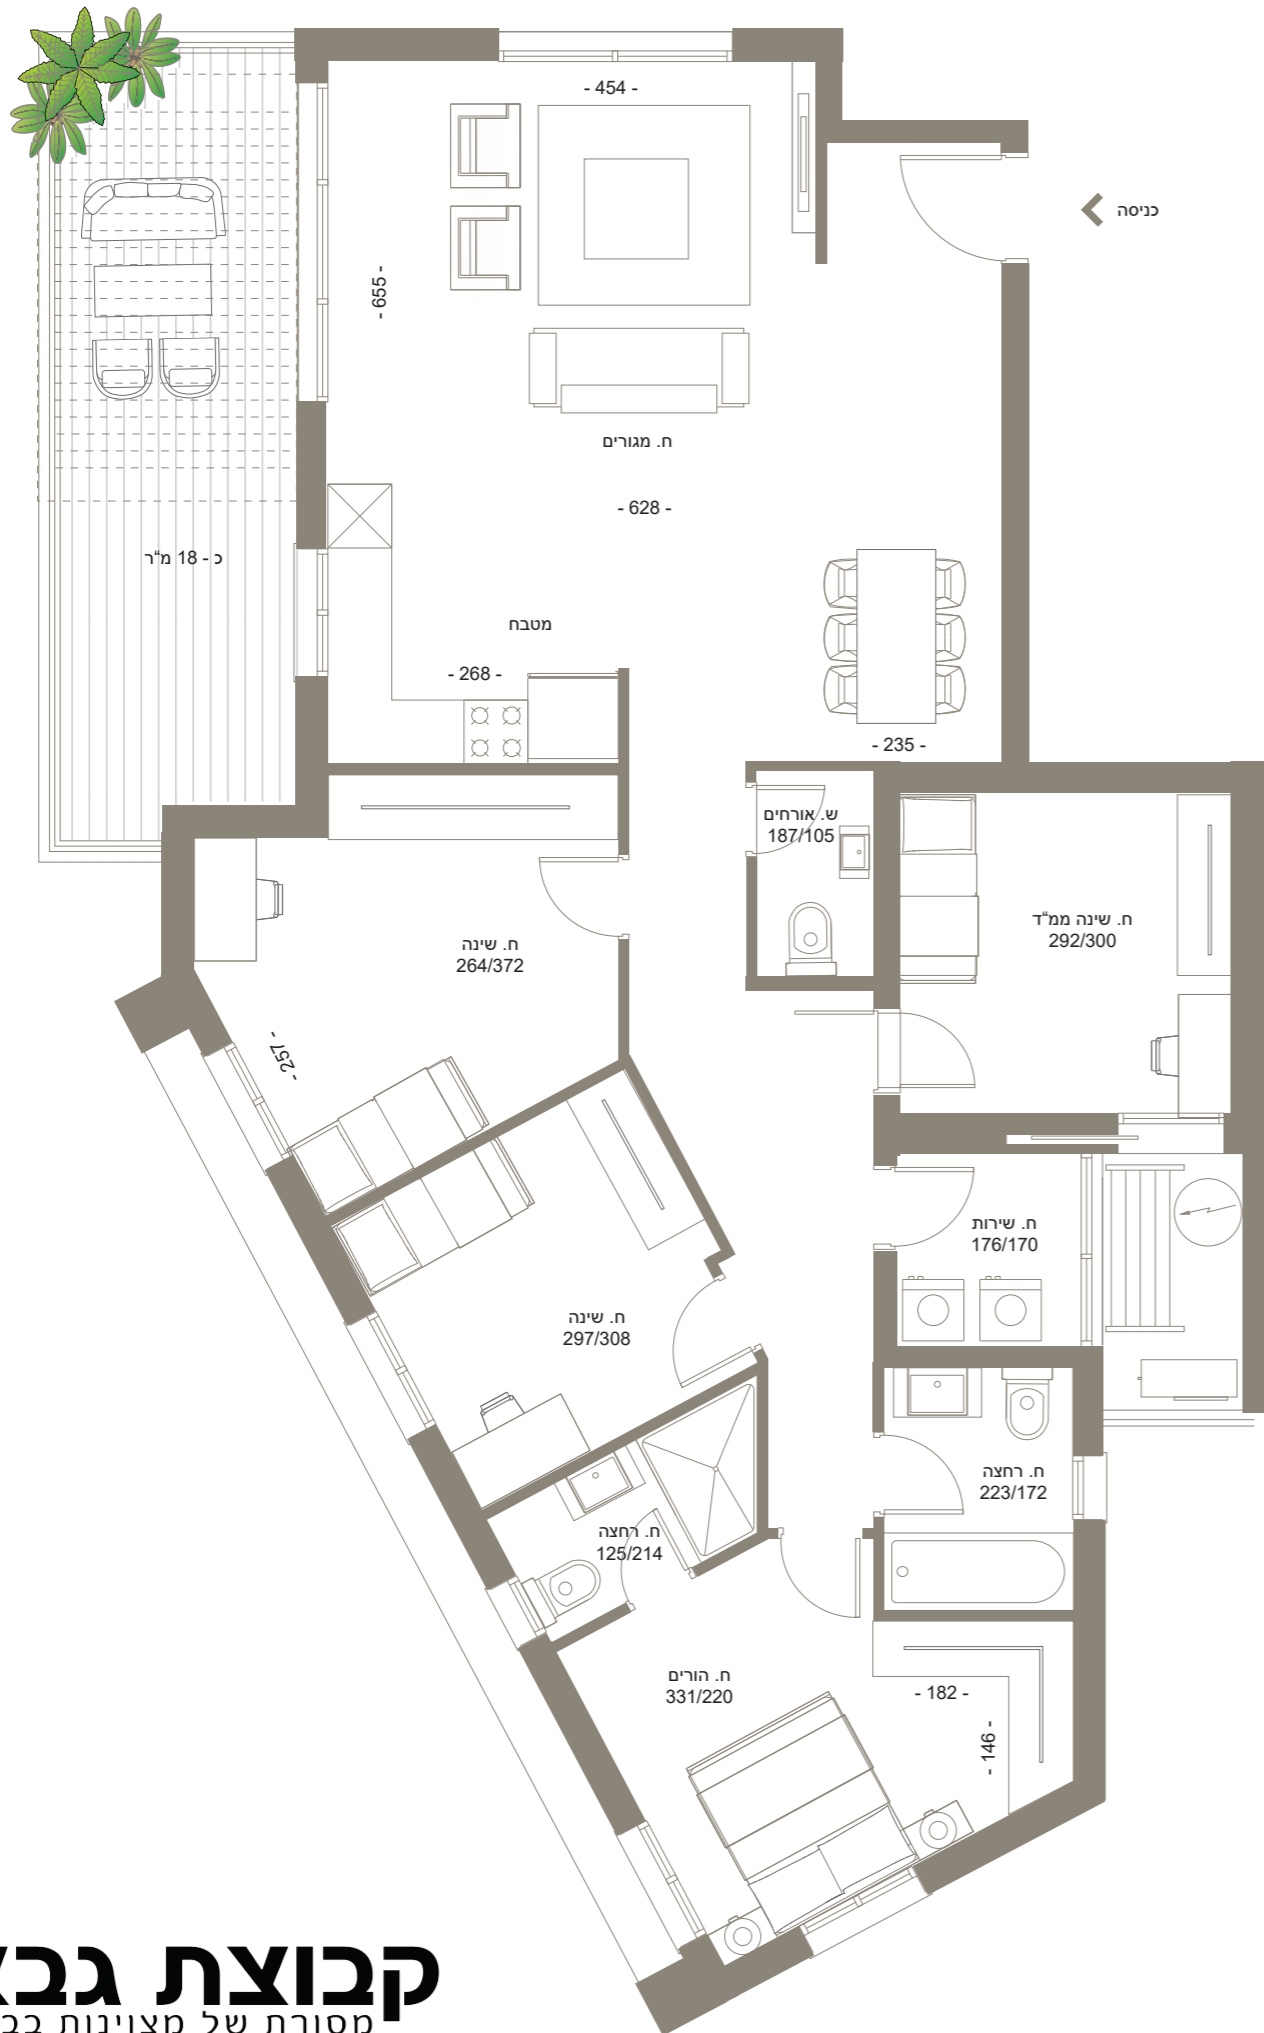 - 454 -
כניסה
- 655 -
ח. מגורים
- 628 -
כ - 18 מ"ר
מטבח
- 268 -
- 235 -
ש. אורחים
187/105
ח. שינה ממ"ד
292/300
ח. שינה
264/372
- 257 -
ח. שירות
176/170
ח. שינה
297/308
ח. רחצה
223/172
ח. רחצה
125/214
ח. הורים
331/220
- 182 -
- 146 -
קבוצת
מסורת של מצוינות